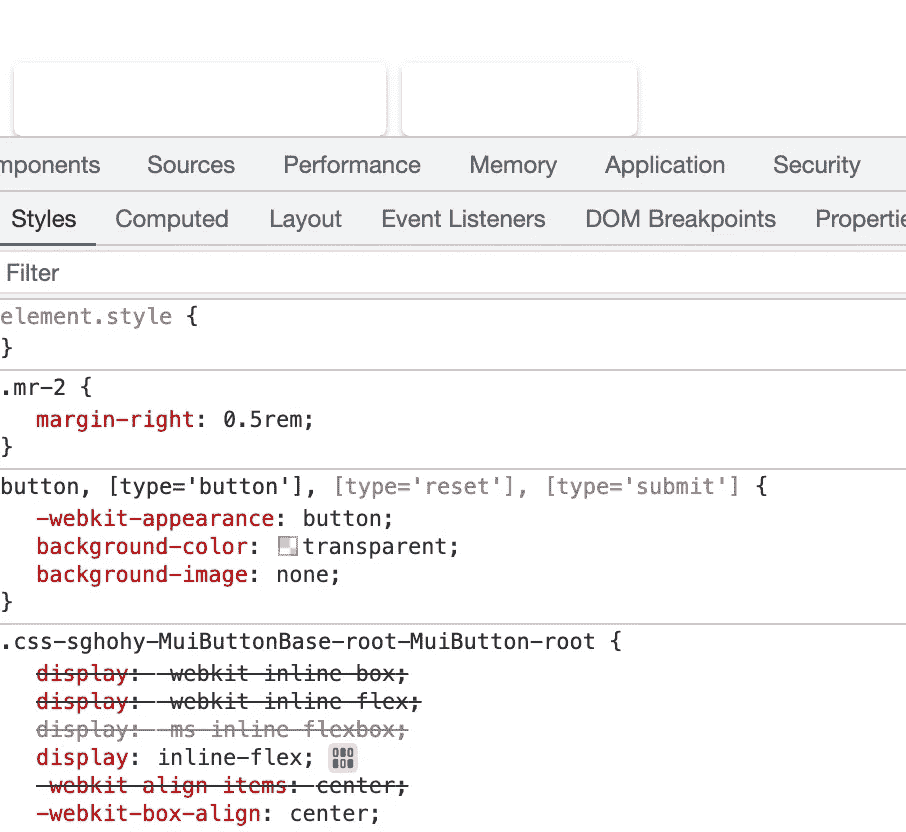 mponents Sources Performance Memory Application Security
Styles Computed Layout Event Listeners DOM Breakpoints Propertie
Filter
element.style {
}
.mr-2 {
margin-right: 0.5rem;
}
button, [type='button'], [type='reset'], [type='submit'] {
-webkit-appearance: button;
background-color: transparent;
background-image: none;
}
.css-sghohy-MuiButtonBase-root-MuiButton-root {
display: -webkit-inline-box;
display: -webkit-inline-flex;
display: -ms-inline-flexbox;
display: inline-flex;
-webkit-align-items: center;
-webkit-box-align: center;